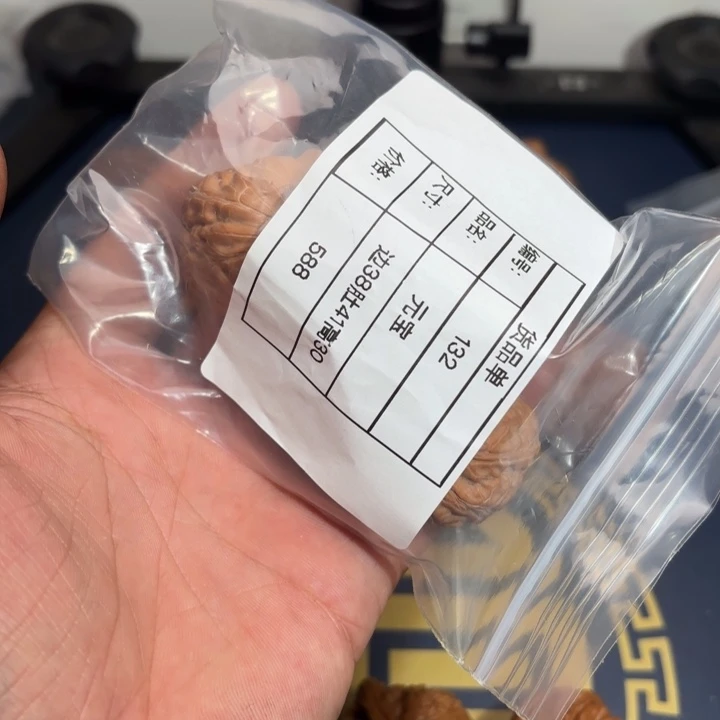 货品单
编号: 132
品名: 元宝
尺寸: 边38肚41高30
价格: 588